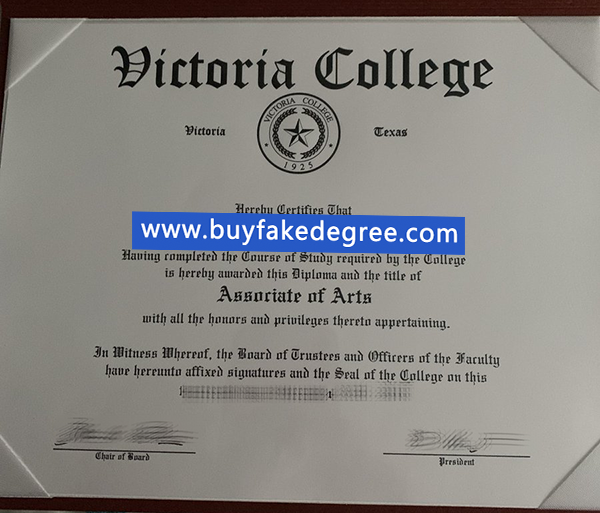 Victoria College
VICTORIA COLLEGE
Victoria Texas
1925
Hereby Certifies That
www.buyfakedegree.com
Having completed the Course of Study required by the College
is hereby awarded this Diploma and the title of
Associate of Arts
with all the honors and privileges thereto appertaining.
In Witness Whereof, the Board of Trustees and Officers of the Faculty
have hereunto affixed signatures and the Seal of the College on this
Chair of Board President